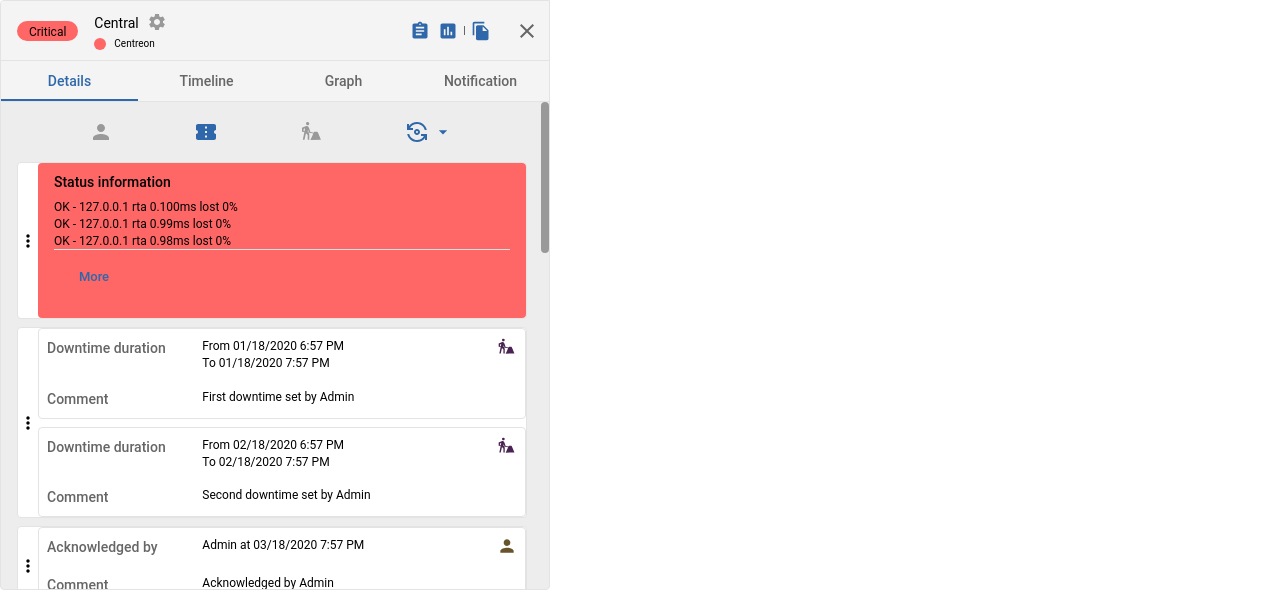 Critical
Central
Centreon
Details
Timeline
Graph
Notification
Status information
OK - 127.0.0.1 rta 0.100ms lost 0%
OK - 127.0.0.1 rta 0.99ms lost 0%
OK - 127.0.0.1 rta 0.98ms lost 0%
More
Downtime duration
From 01/18/2020 6:57 PM
To 01/18/2020 7:57 PM
Comment
First downtime set by Admin
Downtime duration
From 02/18/2020 6:57 PM
To 02/18/2020 7:57 PM
Comment
Second downtime set by Admin
Acknowledged by
Admin at 03/18/2020 7:57 PM
Comment
Acknowledged by Admin